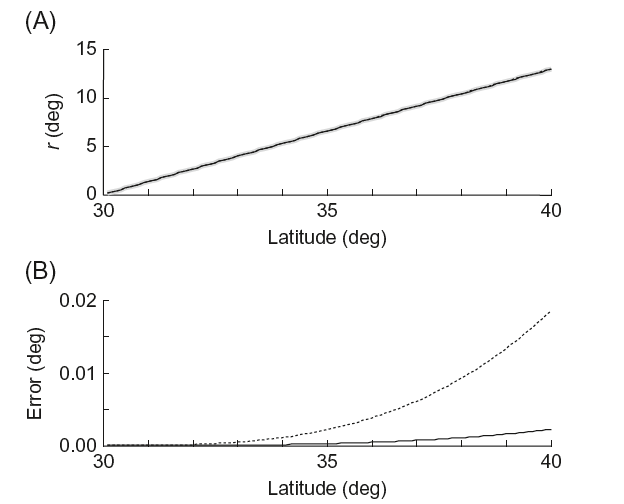 (A)
15
10
5
0
r (deg)
30 35 40
Latitude (deg)
(B)
0.02
0.01
0.00
Error (deg)
30 35 40
Latitude (deg)